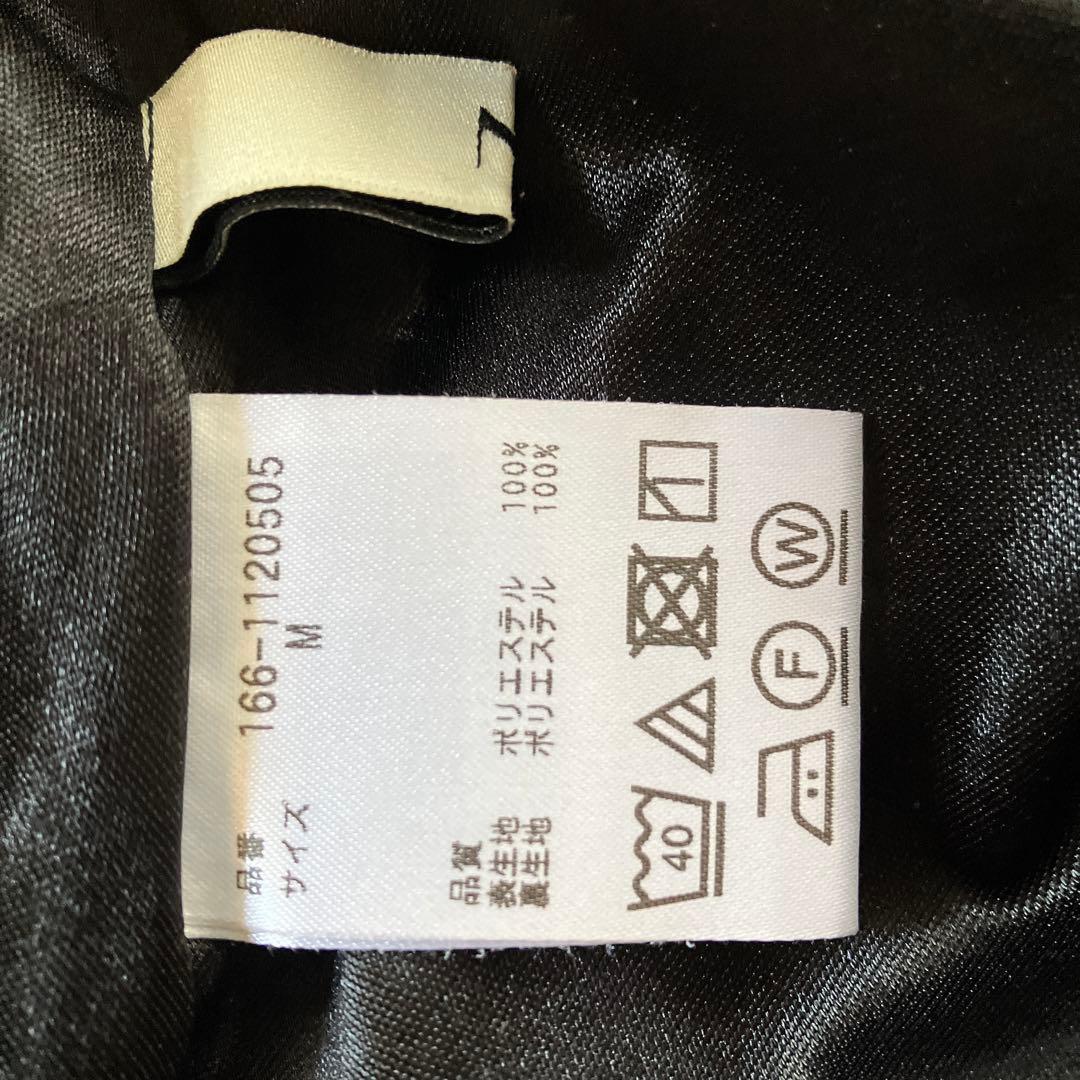 品番 166-1120505
サイズ M
品質
表生地 ポリエステル 100%
裏生地 ポリエステル 100%
40
F W